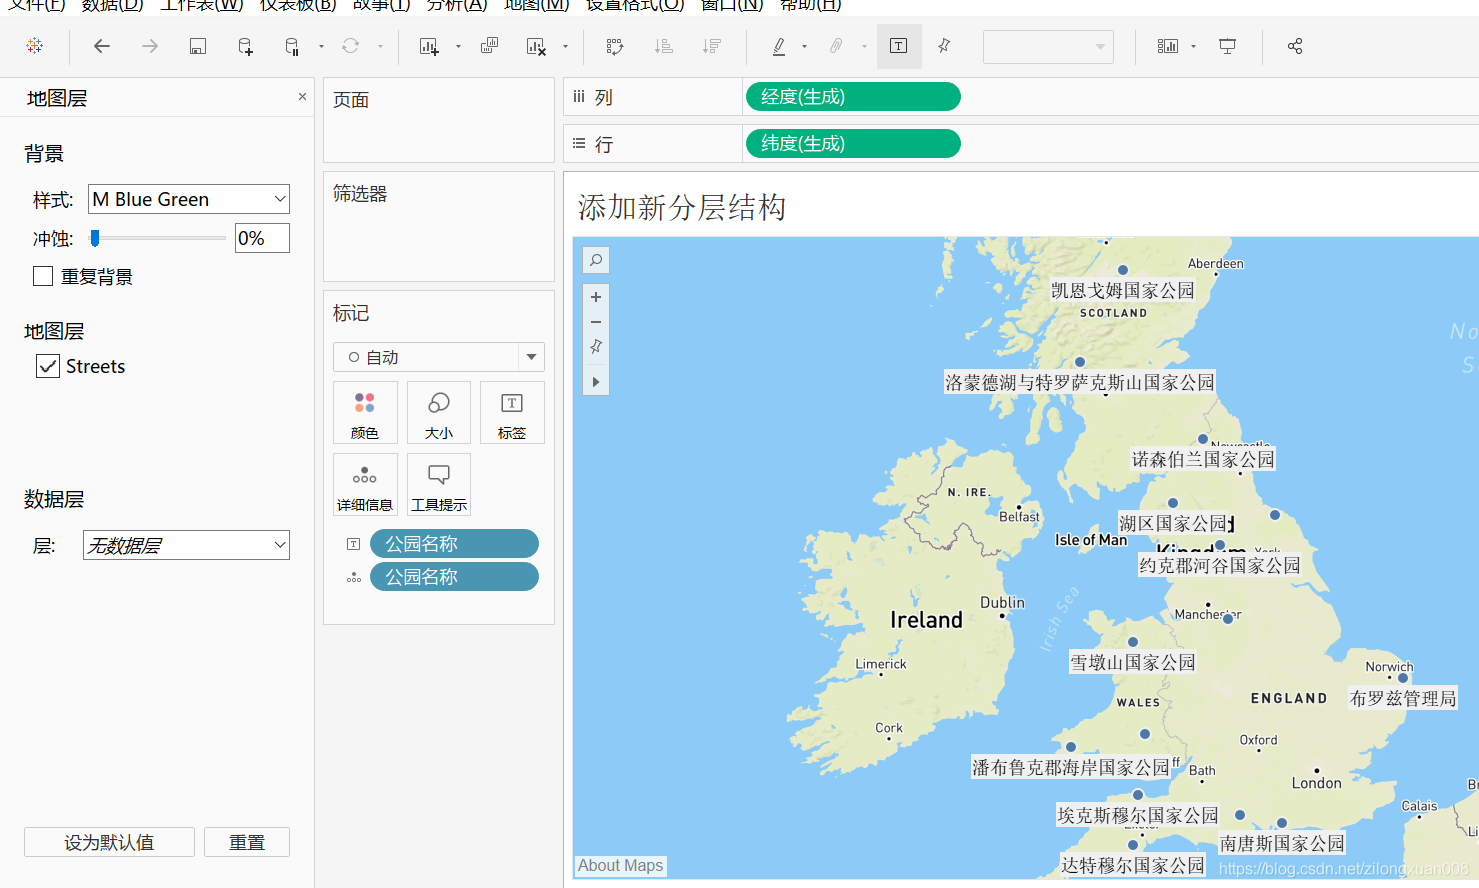 文件(F) 数据(D) 工作表(W) 仪表板(B) 故事(T) 分析(A) 地图(M) 设置格式(O) 窗口(N) 帮助(H)
地图层
背景
样式: M Blue Green
冲蚀: 0%
重复背景
地图层
Streets
数据层
层: 无数据层
设为默认值 重置
页面
筛选器
标记
自动
颜色 大小 标签
详细信息 工具提示
公园名称
公园名称
列 经度(生成)
行 纬度(生成)
添加新分层结构
Aberdeen
凯恩戈姆国家公园
SCOTLAND
洛蒙德湖与特罗萨克斯山国家公园
诺森伯兰国家公园
N. IRE.
Belfast
湖区国家公园
Isle of Man
约克郡河谷国家公园
Dublin
Manchester
Ireland
Irish Sea
雪墩山国家公园
Limerick
Norwich
布罗兹管理局
WALES
ENGLAND
Cork
Oxford
潘布鲁克郡海岸国家公园
Bath
London
Calais
埃克斯穆尔国家公园
南唐斯国家公园
达特穆尔国家公园
About Maps
https://blog.csdn.net/zilongxuan008